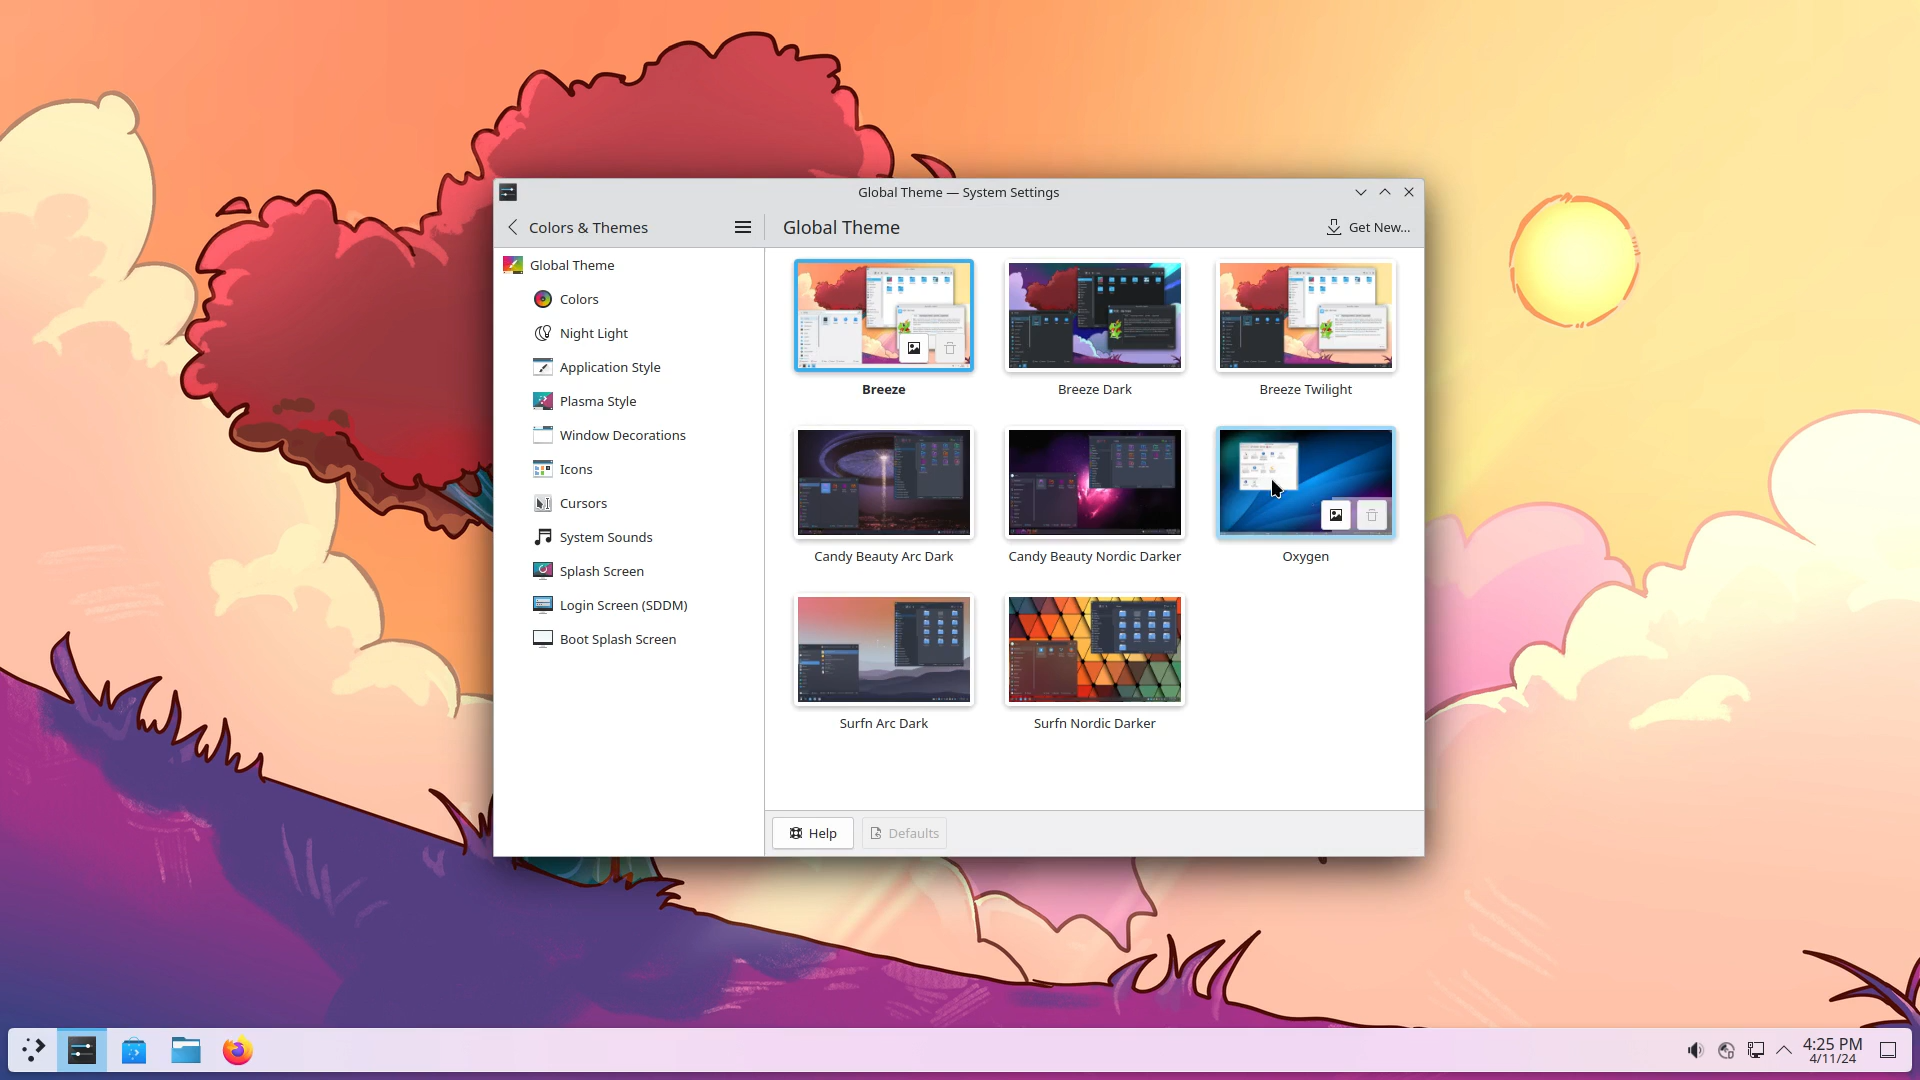 Global Theme — System Settings
Colors & Themes
Global Theme
Get New...
Global Theme
Colors
Night Light
Application Style
Plasma Style
Window Decorations
Icons
Cursors
System Sounds
Splash Screen
Login Screen (SDDM)
Boot Splash Screen
Breeze
Breeze Dark
Breeze Twilight
Candy Beauty Arc Dark
Candy Beauty Nordic Darker
Oxygen
Surfn Arc Dark
Surfn Nordic Darker
Help
Defaults
4:25 PM
4/11/24